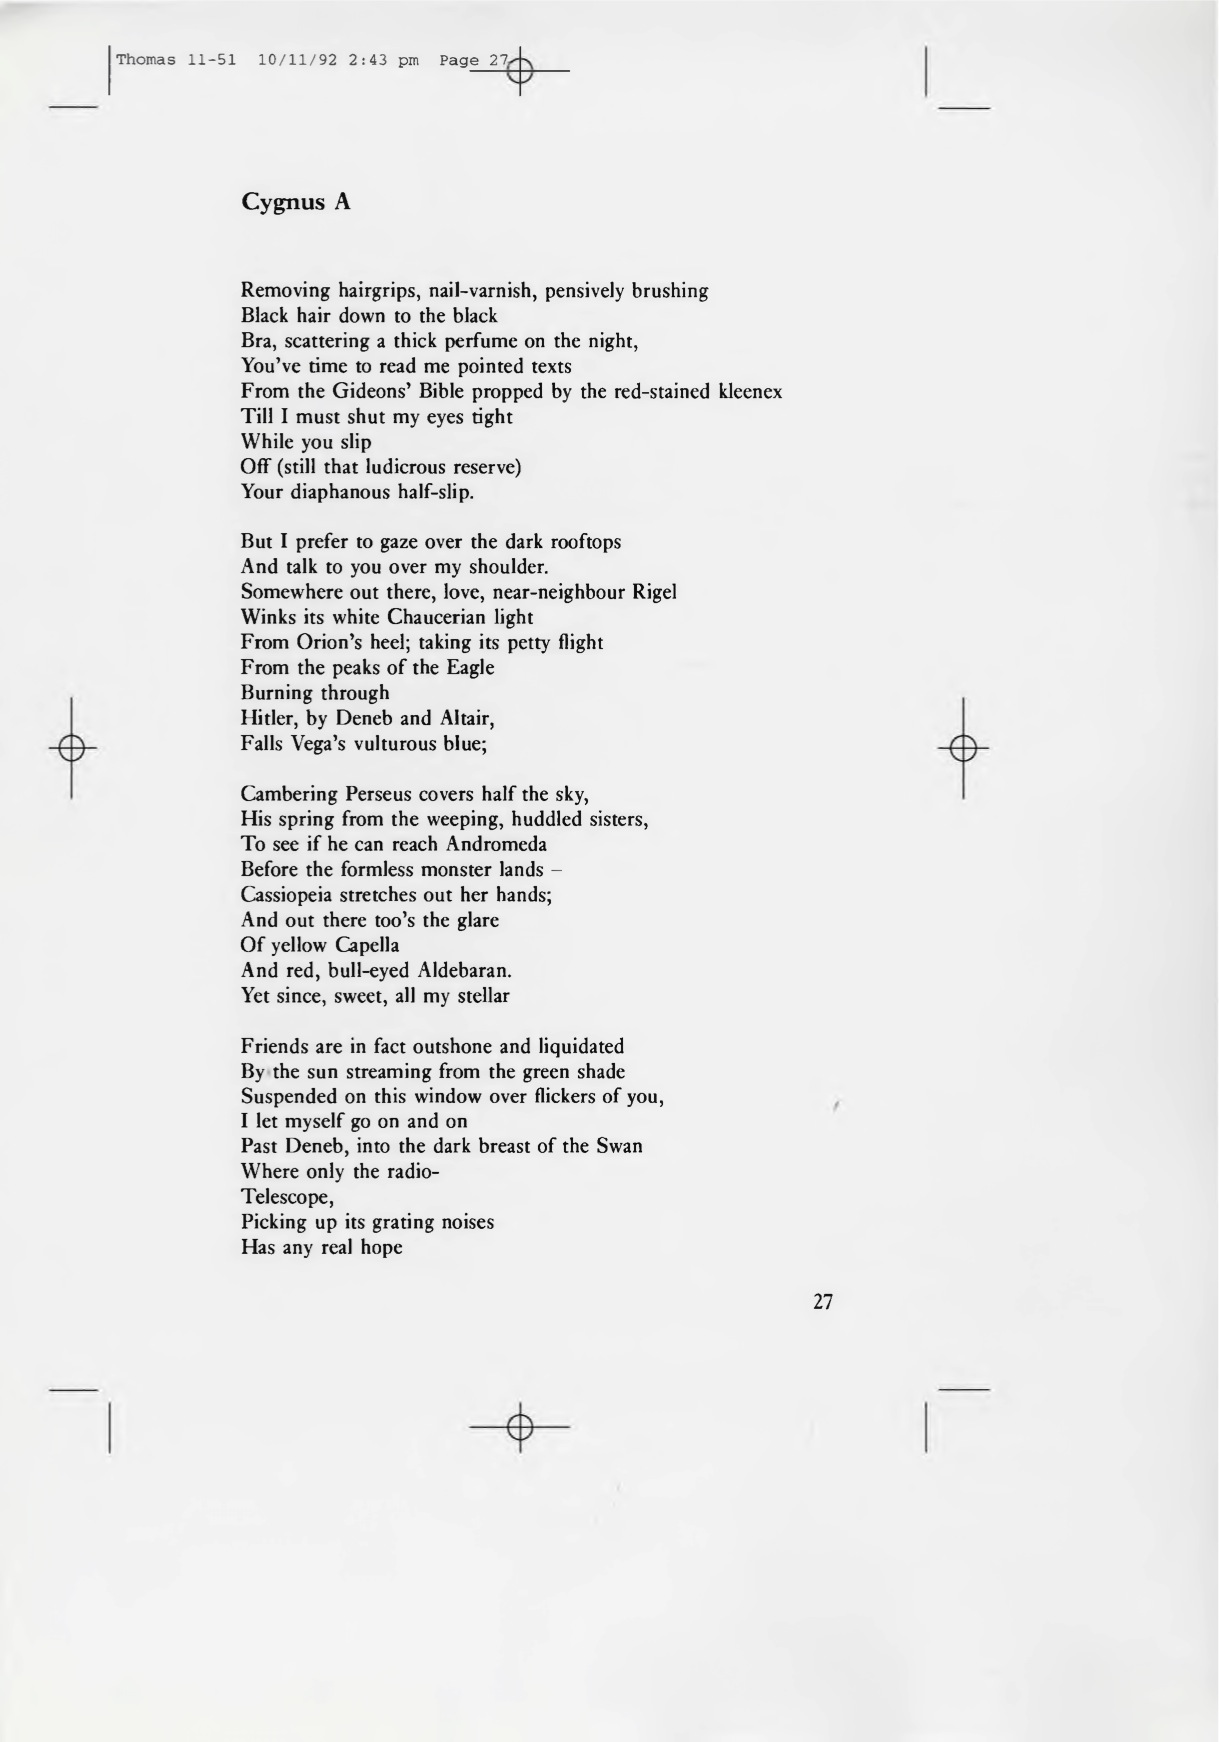 Thomas 11-51 10/11/92 2:43 pm Page 27
Cygnus A
Removing hairgrips, nail-varnish, pensively brushing
Black hair down to the black
Bra, scattering a thick perfume on the night,
You've time to read me pointed texts
From the Gideons' Bible propped by the red-stained kleenex
Till I must shut my eyes tight
While you slip
Off (still that ludicrous reserve)
Your diaphanous half-slip.
But I prefer to gaze over the dark rooftops
And talk to you over my shoulder.
Somewhere out there, love, near-neighbour Rigel
Winks its white Chaucerian light
From Orion's heel; taking its petty flight
From the peaks of the Eagle
Burning through
Hitler, by Deneb and Altair,
Falls Vega's vulturous blue;
Cambering Perseus covers half the sky,
His spring from the weeping, huddled sisters,
To see if he can reach Andromeda
Before the formless monster lands –
Cassiopeia stretches out her hands;
And out there too's the glare
Of yellow Capella
And red, bull-eyed Aldebaran.
Yet since, sweet, all my stellar
Friends are in fact outshone and liquidated
By the sun streaming from the green shade
Suspended on this window over flickers of you,
I let myself go on and on
Past Deneb, into the dark breast of the Swan
Where only the radio-
Telescope,
Picking up its grating noises
Has any real hope
27